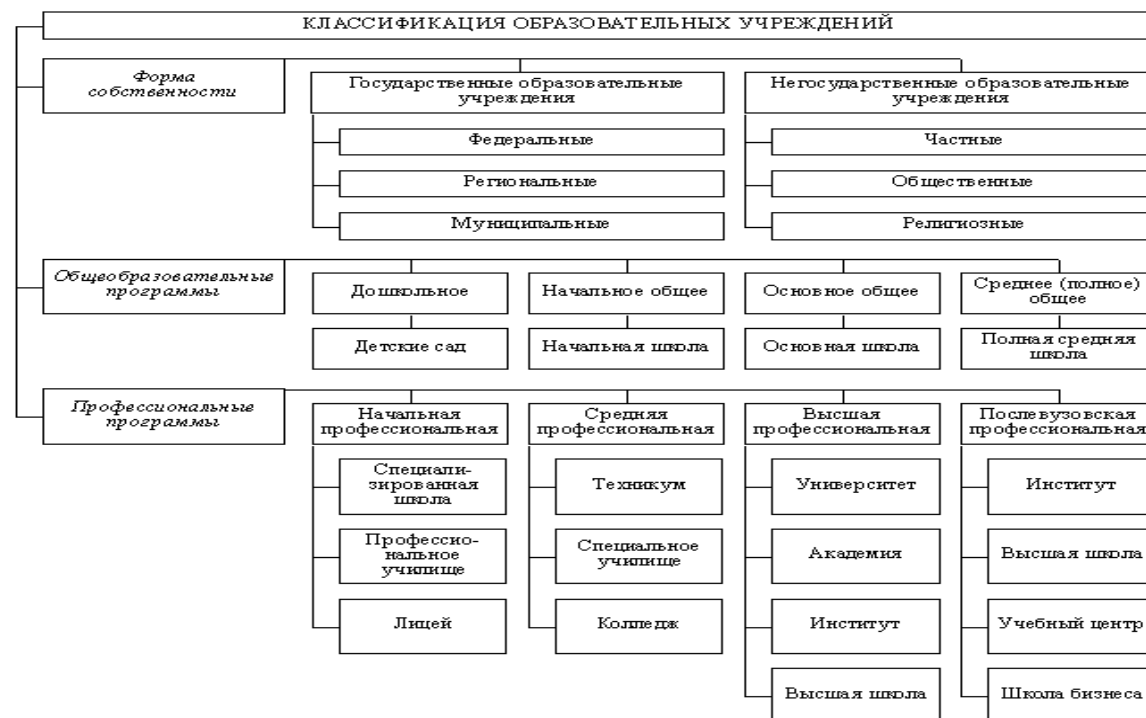 КЛАССИФИКАЦИЯ ОБРАЗОВАТЕЛЬНЫХ УЧРЕЖДЕНИЙ
Форма
собственности
Государственные образовательные
учреждения
Негосударственные образовательные
учреждения
Федеральные
Частные
Региональные
Общественные
Муниципальные
Религиозные
Общеобразовательные
программы
Дошкольное
Начальное общее
Основное общее
Среднее (полное)
общее
Детские сад
Начальная школа
Основная школа
Полная средняя
школа
Профессиональные
программы
Начальная
профессиональная
Средняя
профессиональная
Высшая
профессиональная
Послевузовская
профессиональная
Специали-
зированная
школа
Техникум
Университет
Институт
Профессио-
нальное
училище
Специальное
училище
Академия
Высшая школа
Лицей
Колледж
Институт
Учебный центр
Высшая школа
Школа бизнеса